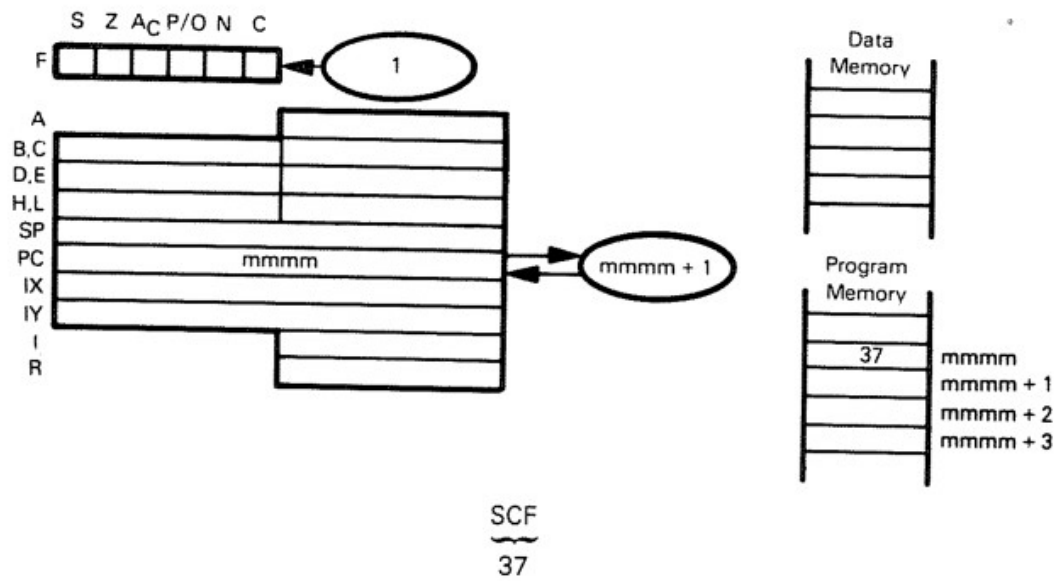 S Z AC P/O N C
F
1
A
B,C
D,E
H,L
SP
PC mmmm
IX
IY
I
R
mmmm + 1
Data
Memory
Program
Memory
37 mmmm
mmmm + 1
mmmm + 2
mmmm + 3
SCF
37